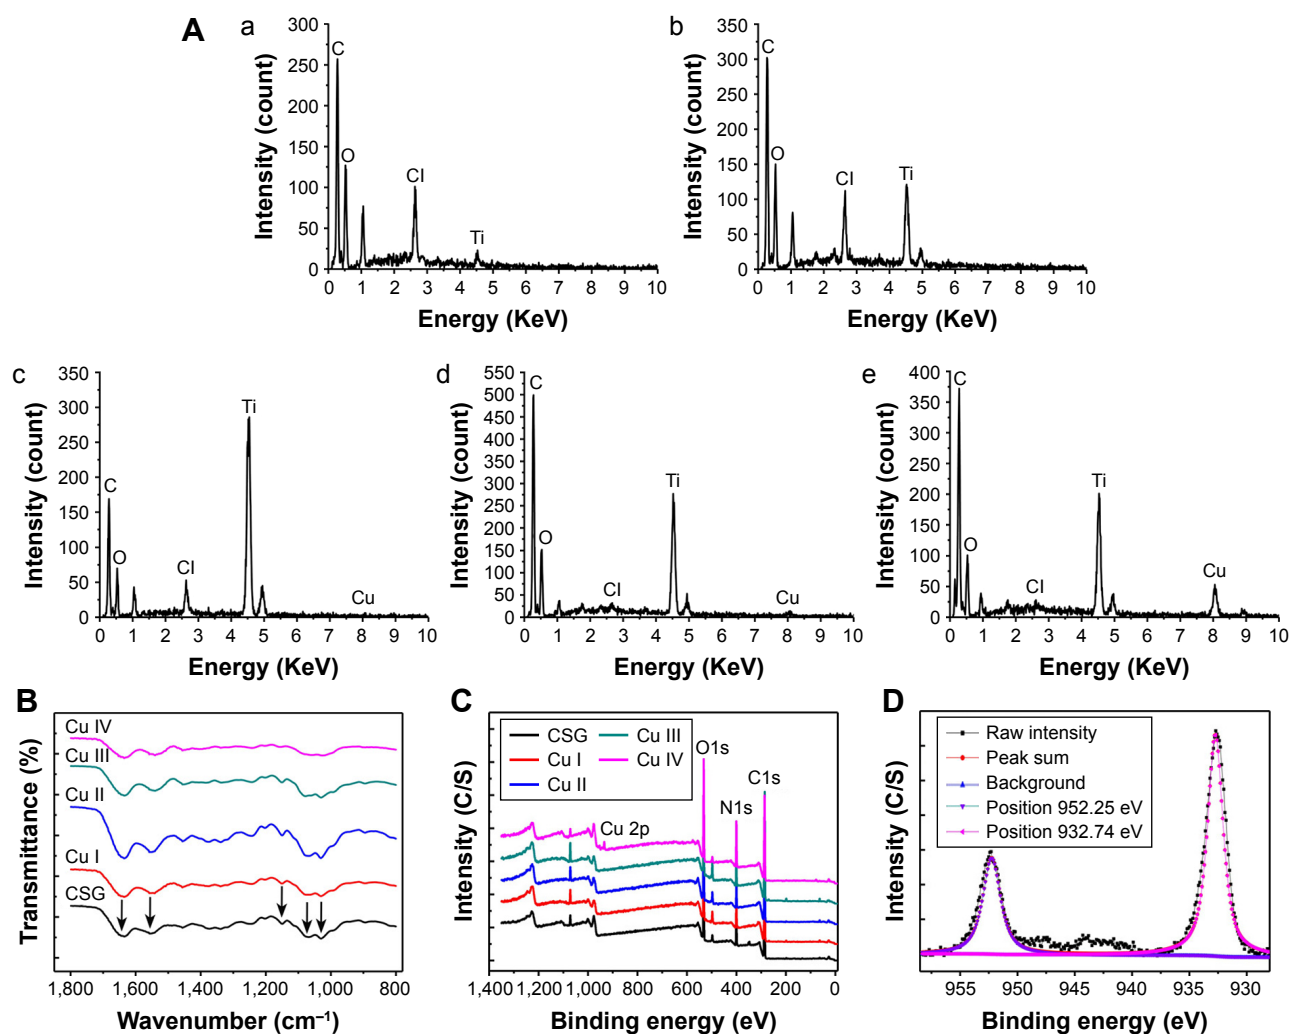 A
a
300
250
200
150
100
50
0
C
O
Cl
Ti
0 1 2 3 4 5 6 7 8 9 10
Energy (KeV)
Intensity (count)
b
350
300
250
200
150
100
50
0
C
O
Cl
Ti
0 1 2 3 4 5 6 7 8 9 10
Energy (KeV)
Intensity (count)
c
350
300
250
200
150
100
50
0
C
O
Cl
Ti
Cu
0 1 2 3 4 5 6 7 8 9 10
Energy (KeV)
Intensity (count)
d
550
500
450
400
350
300
250
200
150
100
50
0
C
O
Cl
Ti
Cu
0 1 2 3 4 5 6 7 8 9 10
Energy (KeV)
Intensity (count)
e
400
350
300
250
200
150
100
50
0
C
O
Cl
Ti
Cu
0 1 2 3 4 5 6 7 8 9 10
Energy (KeV)
Intensity (count)
B
Cu IV
Cu III
Cu II
Cu I
CSG
1,800 1,600 1,400 1,200 1,000 800
Wavenumber (cm⁻¹)
Transmittance (%)
C
CSG
Cu I
Cu II
Cu III
Cu IV
O1s
C1s
N1s
Cu 2p
1,400 1,200 1,000 800 600 400 200 0
Binding energy (eV)
Intensity (C/S)
D
Raw intensity
Peak sum
Background
Position 952.25 eV
Position 932.74 eV
955 950 945 940 935 930
Binding energy (eV)
Intensity (C/S)